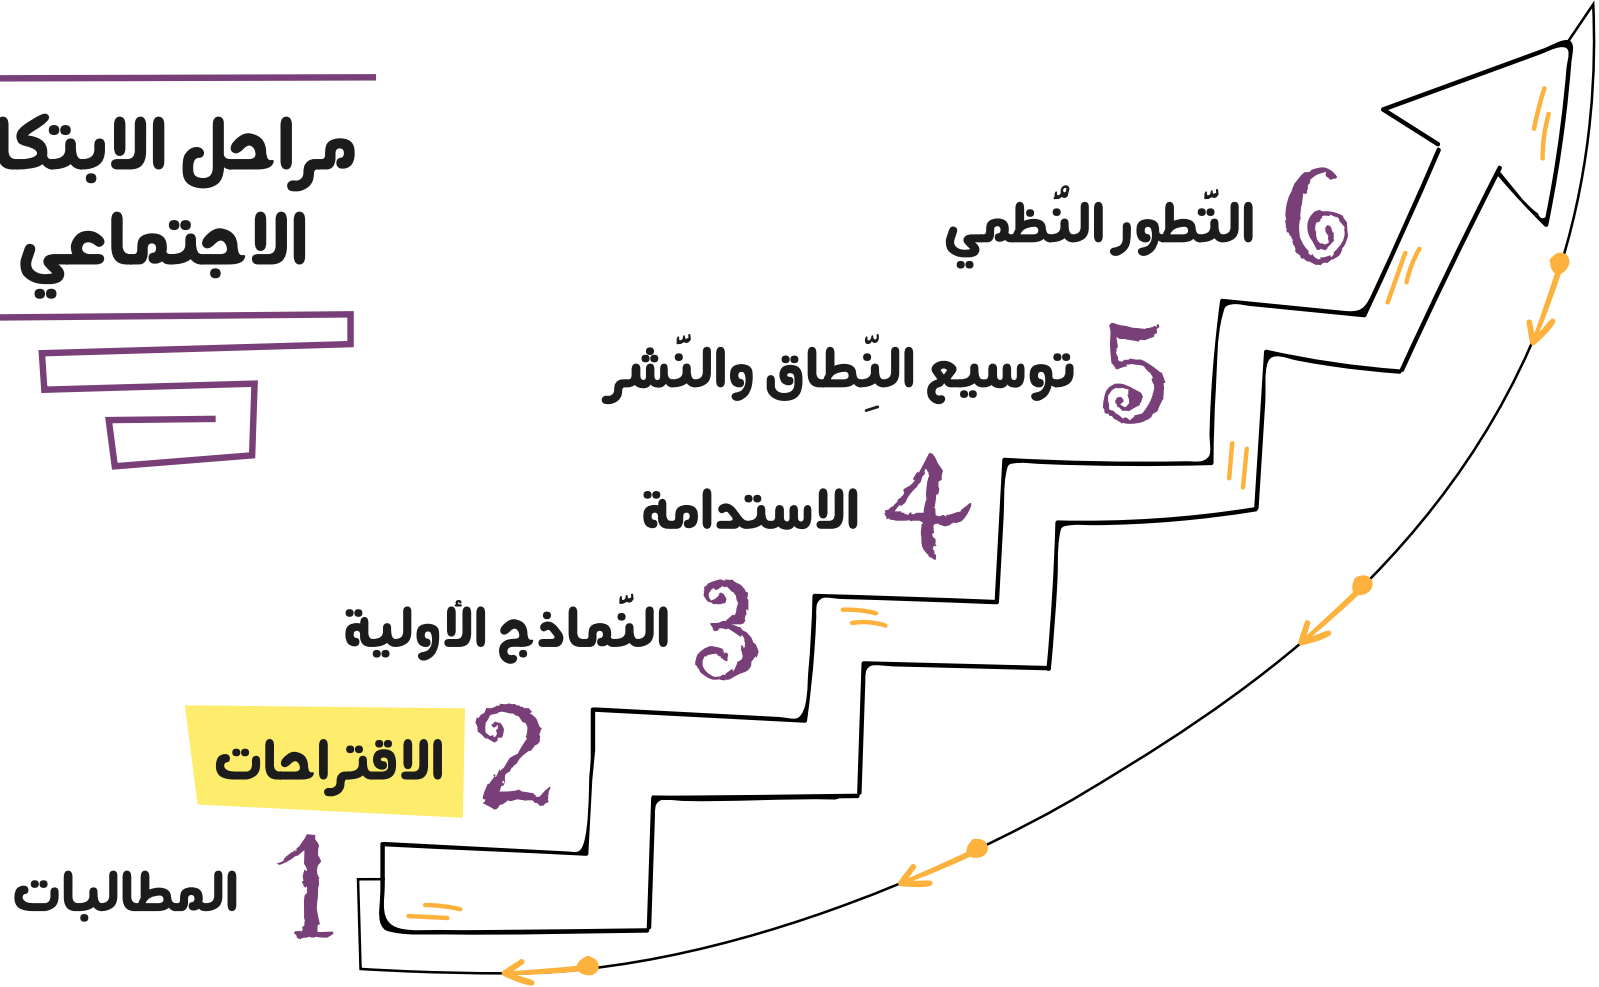 مراحل الابتكا
الاجتماعي
6 التّطور النُّظمي
5 توسيع النِّطاق والنّشر
4 الاستدامة
3 النّماذج الأولية
2 الاقتراحات
1 المطالبات